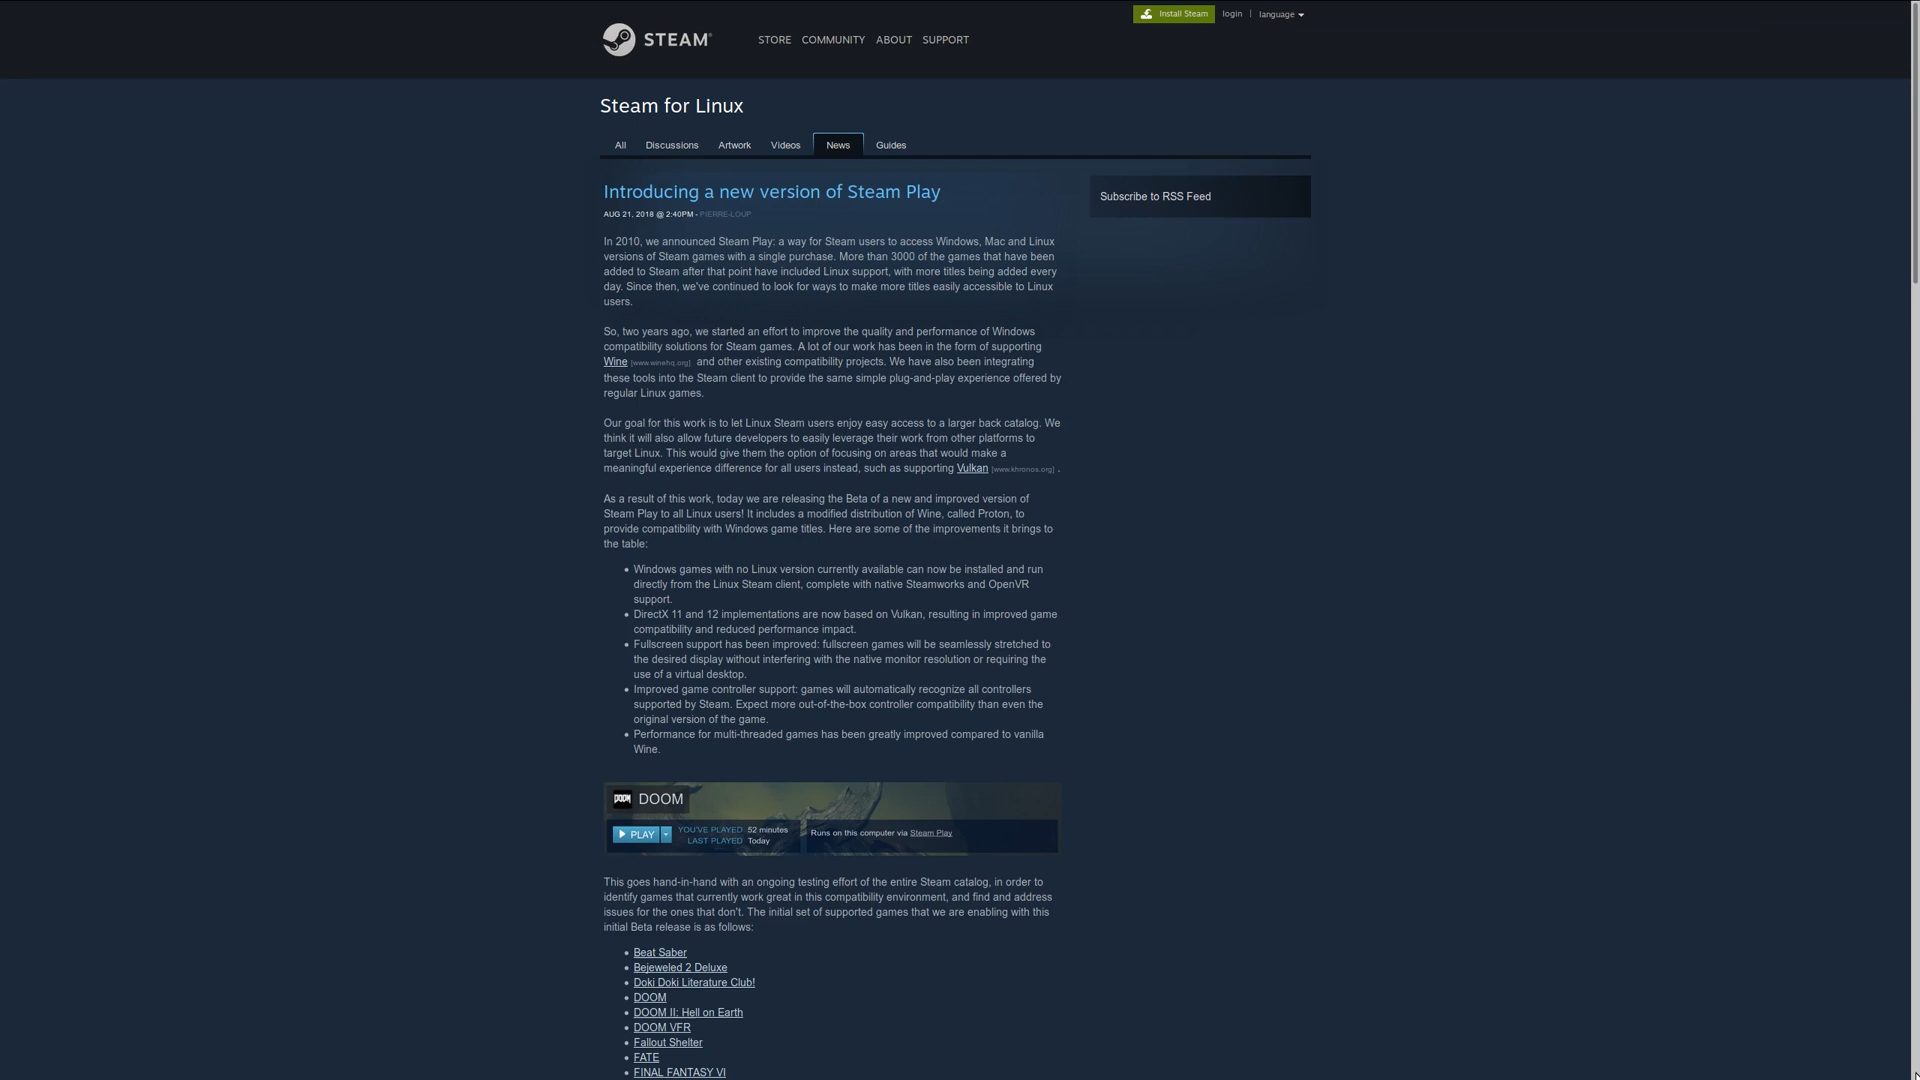 Install Steam login | language
STEAM® STORE COMMUNITY ABOUT SUPPORT
Steam for Linux
All Discussions Artwork Videos News Guides
Introducing a new version of Steam Play
AUG 21, 2018 @ 2:40PM - PIERRE-LOUP
Subscribe to RSS Feed
In 2010, we announced Steam Play: a way for Steam users to access Windows, Mac and Linux
versions of Steam games with a single purchase. More than 3000 of the games that have been
added to Steam after that point have included Linux support, with more titles being added every
day. Since then, we've continued to look for ways to make more titles easily accessible to Linux
users.
So, two years ago, we started an effort to improve the quality and performance of Windows
compatibility solutions for Steam games. A lot of our work has been in the form of supporting
Wine [www.winehq.org] and other existing compatibility projects. We have also been integrating
these tools into the Steam client to provide the same simple plug-and-play experience offered by
regular Linux games.
Our goal for this work is to let Linux Steam users enjoy easy access to a larger back catalog. We
think it will also allow future developers to easily leverage their work from other platforms to
target Linux. This would give them the option of focusing on areas that would make a
meaningful experience difference for all users instead, such as supporting Vulkan [www.khronos.org] .
As a result of this work, today we are releasing the Beta of a new and improved version of
Steam Play to all Linux users! It includes a modified distribution of Wine, called Proton, to
provide compatibility with Windows game titles. Here are some of the improvements it brings to
the table:
• Windows games with no Linux version currently available can now be installed and run
directly from the Linux Steam client, complete with native Steamworks and OpenVR
support.
• DirectX 11 and 12 implementations are now based on Vulkan, resulting in improved game
compatibility and reduced performance impact.
• Fullscreen support has been improved: fullscreen games will be seamlessly stretched to
the desired display without interfering with the native monitor resolution or requiring the
use of a virtual desktop.
• Improved game controller support: games will automatically recognize all controllers
supported by Steam. Expect more out-of-the-box controller compatibility than even the
original version of the game.
• Performance for multi-threaded games has been greatly improved compared to vanilla
Wine.
DOOM DOOM
PLAY YOU'VE PLAYED 52 minutes
LAST PLAYED Today
Runs on this computer via Steam Play
This goes hand-in-hand with an ongoing testing effort of the entire Steam catalog, in order to
identify games that currently work great in this compatibility environment, and find and address
issues for the ones that don't. The initial set of supported games that we are enabling with this
initial Beta release is as follows:
• Beat Saber
• Bejeweled 2 Deluxe
• Doki Doki Literature Club!
• DOOM
• DOOM II: Hell on Earth
• DOOM VFR
• Fallout Shelter
• FATE
• FINAL FANTASY VI